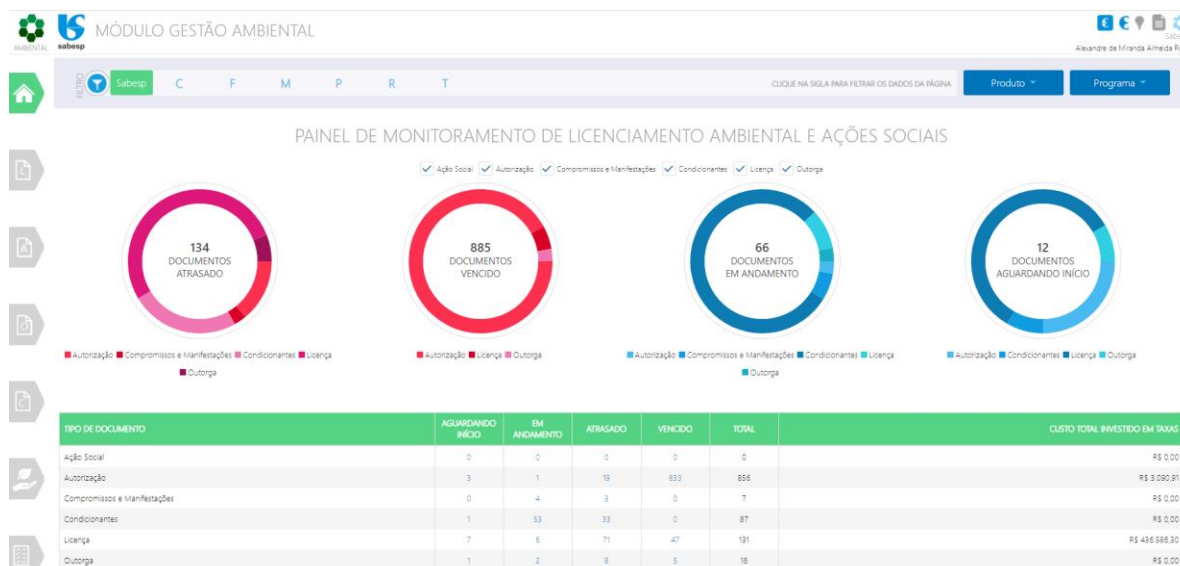 AMBIENTAL
sabesp
MÓDULO GESTÃO AMBIENTAL
Sabe
Alexandre de Miranda Almeida R
FILTRO
Sabesp C F M P R T
CLIQUE NA SIGLA PARA FILTRAR OS DADOS DA PÁGINA
Produto
Programa
PAINEL DE MONITORAMENTO DE LICENCIAMENTO AMBIENTAL E AÇÕES SOCIAIS
Ação Social Autorização Compromissos e Manifestações Condicionantes Licença Outorga
134
DOCUMENTOS
ATRASADO
885
DOCUMENTOS
VENCIDO
66
DOCUMENTOS
EM ANDAMENTO
12
DOCUMENTOS
AGUARDANDO INÍCIO
Autorização Compromissos e Manifestações Condicionantes Licença
Outorga
Autorização Licença Outorga
Autorização Compromissos e Manifestações Condicionantes Licença
Outorga
Autorização Condicionantes Licença Outorga
TIPO DE DOCUMENTO AGUARDANDO INÍCIO EM ANDAMENTO ATRASADO VENCIDO TOTAL CUSTO TOTAL INVESTIDO EM TAXAS
Ação Social 0 0 0 0 0 R$ 0,00
Autorização 3 1 19 833 856 R$ 3.090,91
Compromissos e Manifestações 0 4 3 0 7 R$ 0,00
Condicionantes 1 53 33 0 87 R$ 0,00
Licença 7 6 71 47 131 R$ 436.586,30
Outorga 1 2 8 5 16 R$ 0,00